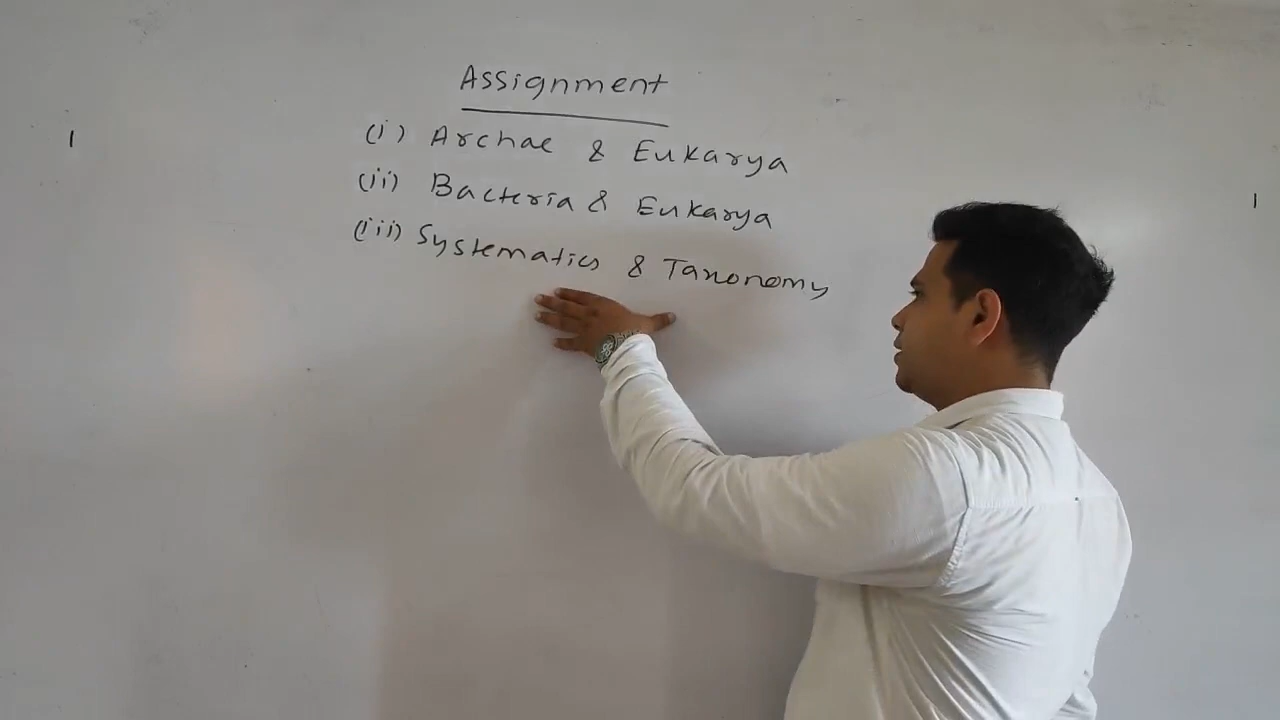 Assignment
(i) Archae & Eukarya
(ii) Bacteria & Eukarya
(iii) Systematics & Taxonomy